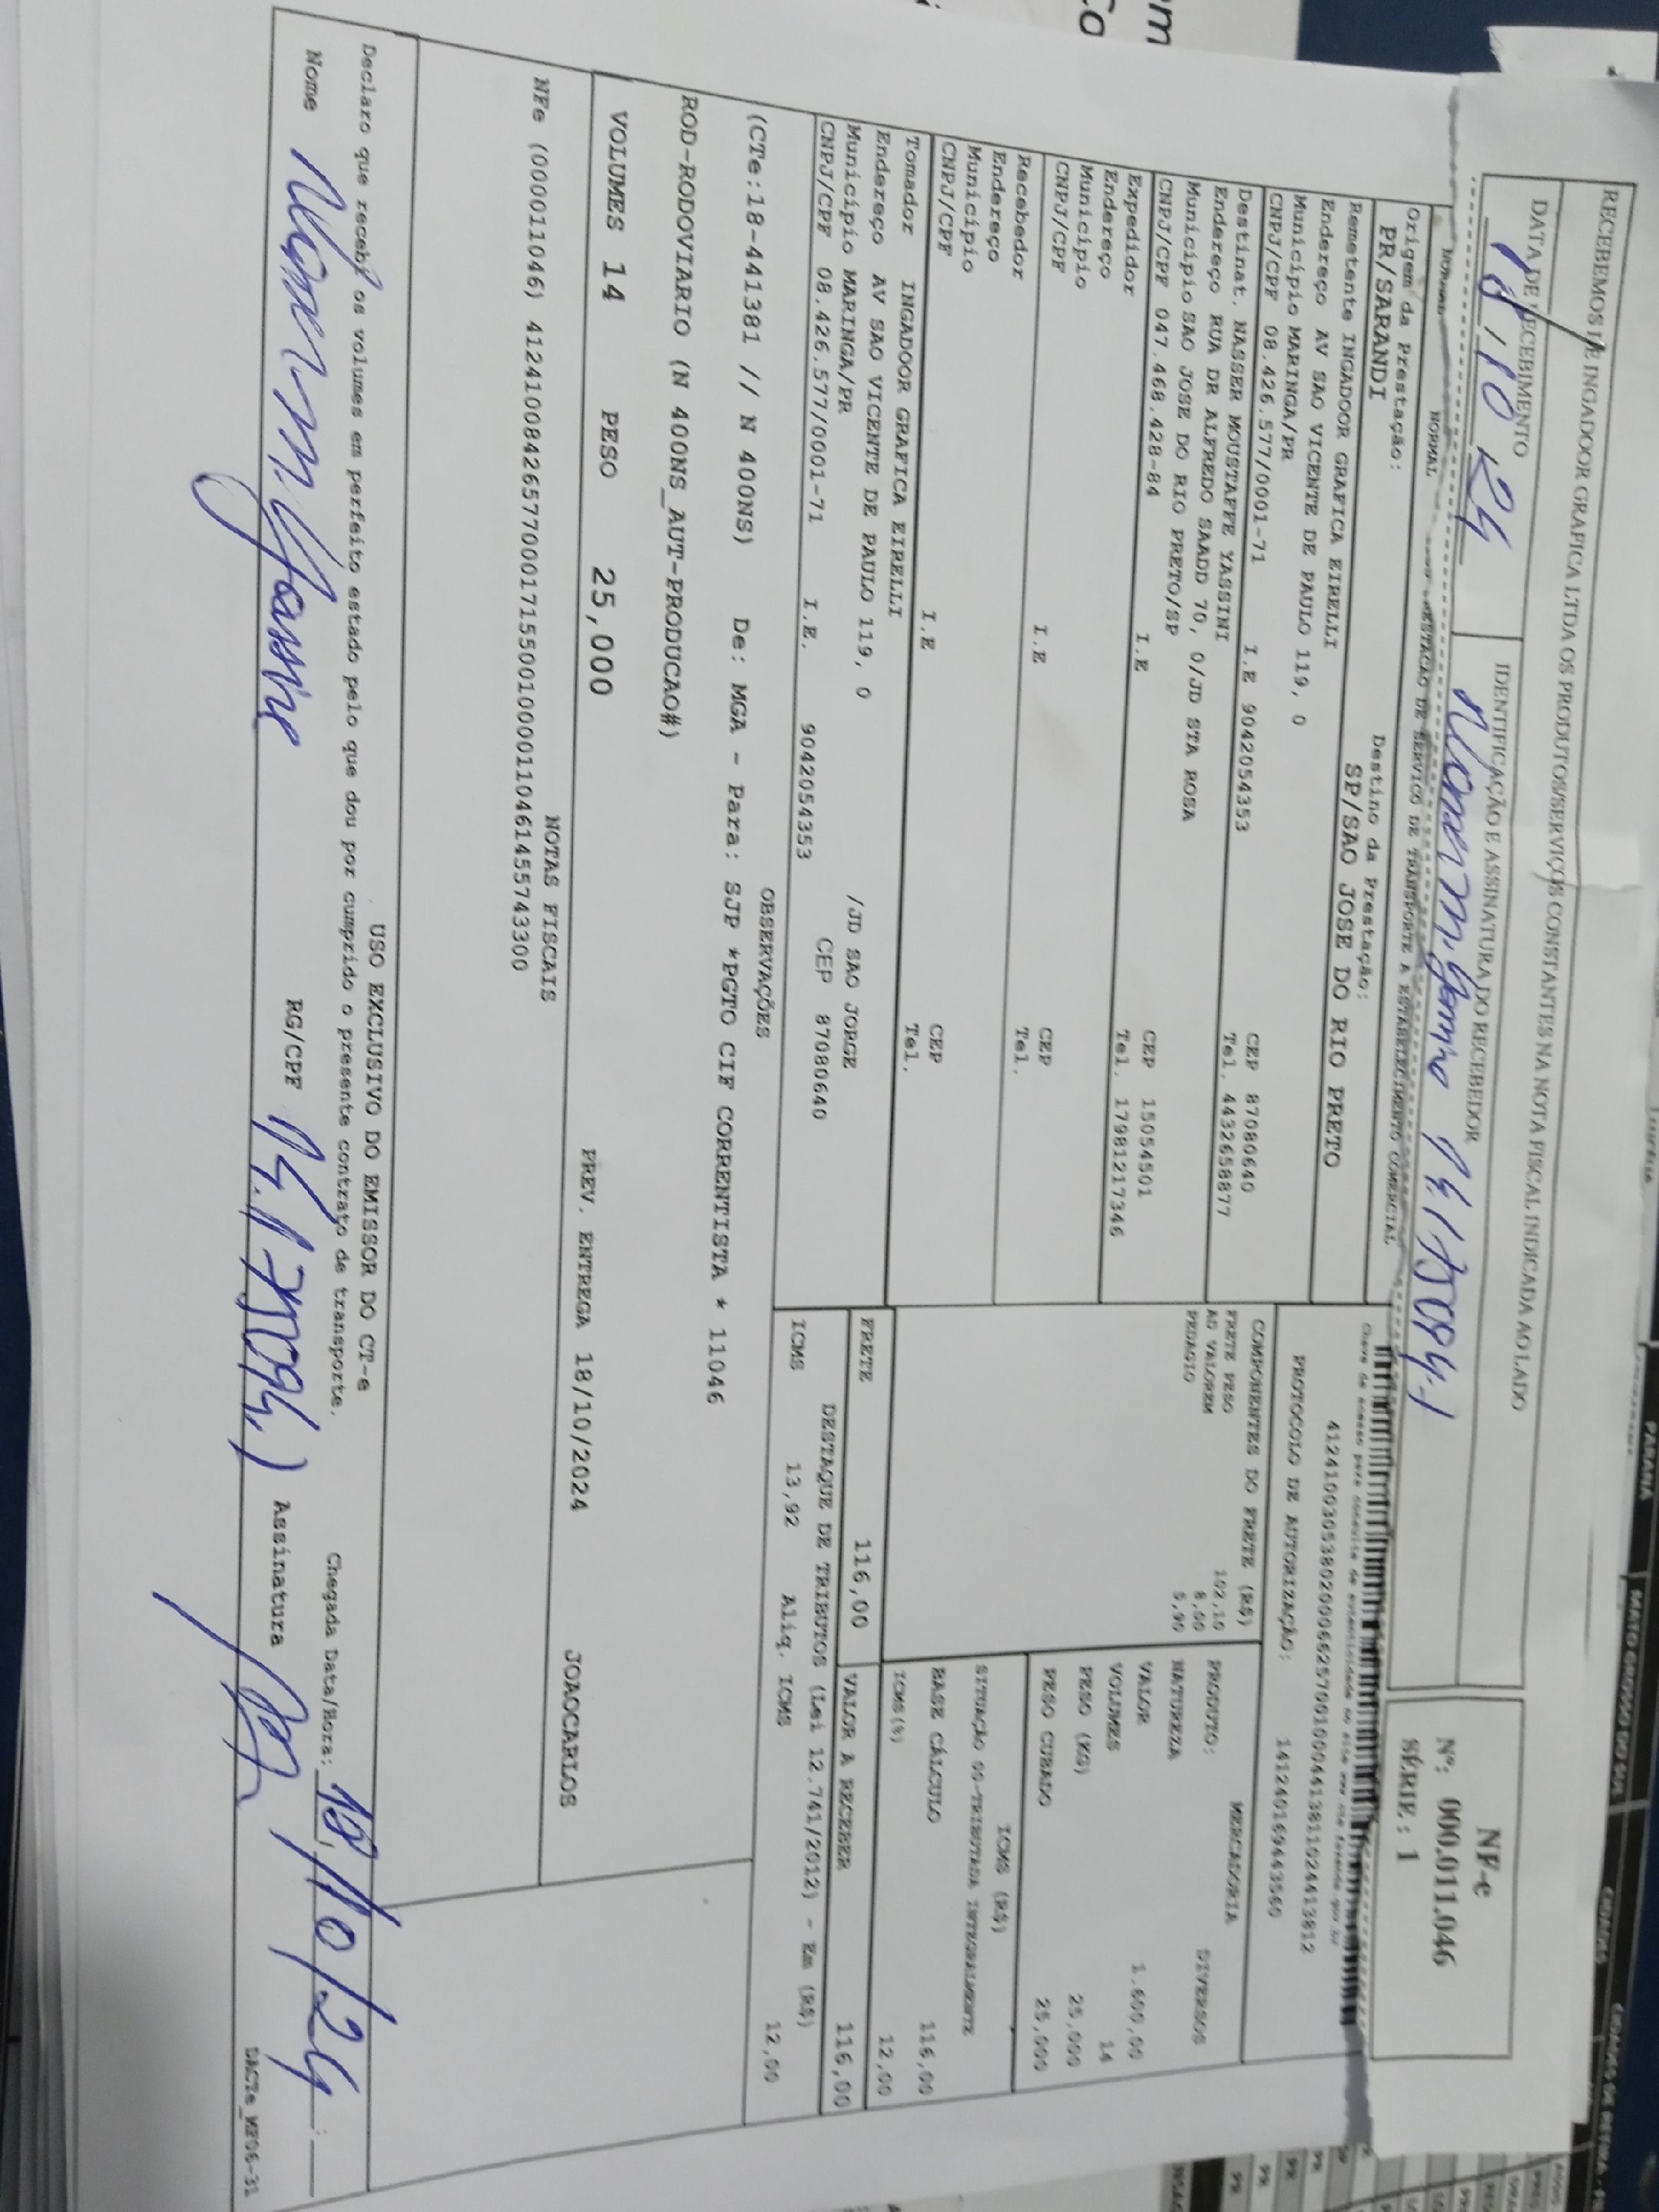 RECEBEMOS DE INGADOOR GRAFICA LTDA OS PRODUTOS/SERVIÇOS CONSTANTES NA NOTA FISCAL INDICADA AO LADO
DATA DE RECEBIMENTO
IDENTIFICAÇÃO E ASSINATURA DO RECEBEDOR
18/10/24
NF-e
Nº: 000.011.046
SÉRIE : 1
NORMAL
PRESTAÇÃO DE SERVIÇO DE TRANSPORTE A ESTABELECIMENTO COMERCIAL
Origem da Prestação:
PR/SARANDI
Destino da Prestação:
SP/SAO JOSE DO RIO PRETO
PROTOCOLO DE AUTORIZAÇÃO:
Remetente INGADOOR GRAFICA EIRELLI
Endereço AV SAO VICENTE DE PAULO 119, 0
Município MARINGA/PR
CEP 87080640
CNPJ/CPF 08.426.577/0001-71 I.E 9042054353
Tel. 443265​8877
Destinat. NASSER MOUSTAFFE YASSINI
Endereço RUA DR ALFREDO SAADD 70, 0/JD STA ROSA
Município SAO JOSE DO RIO PRETO/SP
CEP 15054501
CNPJ/CPF 047.468.428-84 I.E
Tel. 17981217346
Expedidor
Endereço
Município
CEP
CNPJ/CPF I.E
Tel.
Recebedor
Endereço
Município
CEP
CNPJ/CPF I.E
Tel.
Tomador INGADOOR GRAFICA EIRELLI
Endereço AV SAO VICENTE DE PAULO 119, 0 /JD SAO JORGE
Município MARINGA/PR CEP 87080640
CNPJ/CPF 08.426.577/0001-71 I.E. 9042054353
COMPONENTES DO FRETE (R$)
FRETE PESO 102,10
AD VALOREM 8,00
PEDAGIO 5,90
MERCADORIA
PRODUTO: DIVERSOS
NATUREZA
VALOR 1.600,00
VOLUMES 14
PESO (KG) 25,000
PESO CUBADO 25,000
ICMS (R$)
SITUAÇÃO 00-TRIBUTADA INTEGRALMENTE
BASE CÁLCULO 116,00
ICMS(%) 12,00
FRETE 116,00
VALOR A RECEBER 116,00
DESTAQUE DE TRIBUTOS (Lei 12.741/2012) - Em (R$)
ICMS 13,92 Aliq. ICMS 12,00
OBSERVAÇÕES
(CTe:18-441381 // N 400NS) De: MGA - Para: SJP *PGTO CIF CORRENTISTA * 11046
ROD-RODOVIARIO (N 400NS_AUT-PRODUCAO#)
VOLUMES 14 PESO 25,000 PREV. ENTREGA 18/10/2024 JOAOCARLOS
NOTAS FISCAIS
NFe (000011046) 41241008426577000171550010000110461455743300
USO EXCLUSIVO DO EMISSOR DO CT-e
Declaro que recebi os volumes em perfeito estado pelo que dou por cumprido o presente contrato de transporte.
Chegada Data/Hora: 18/10/24
Nome
RG/CPF
Assinatura
DACTe_MF06-31